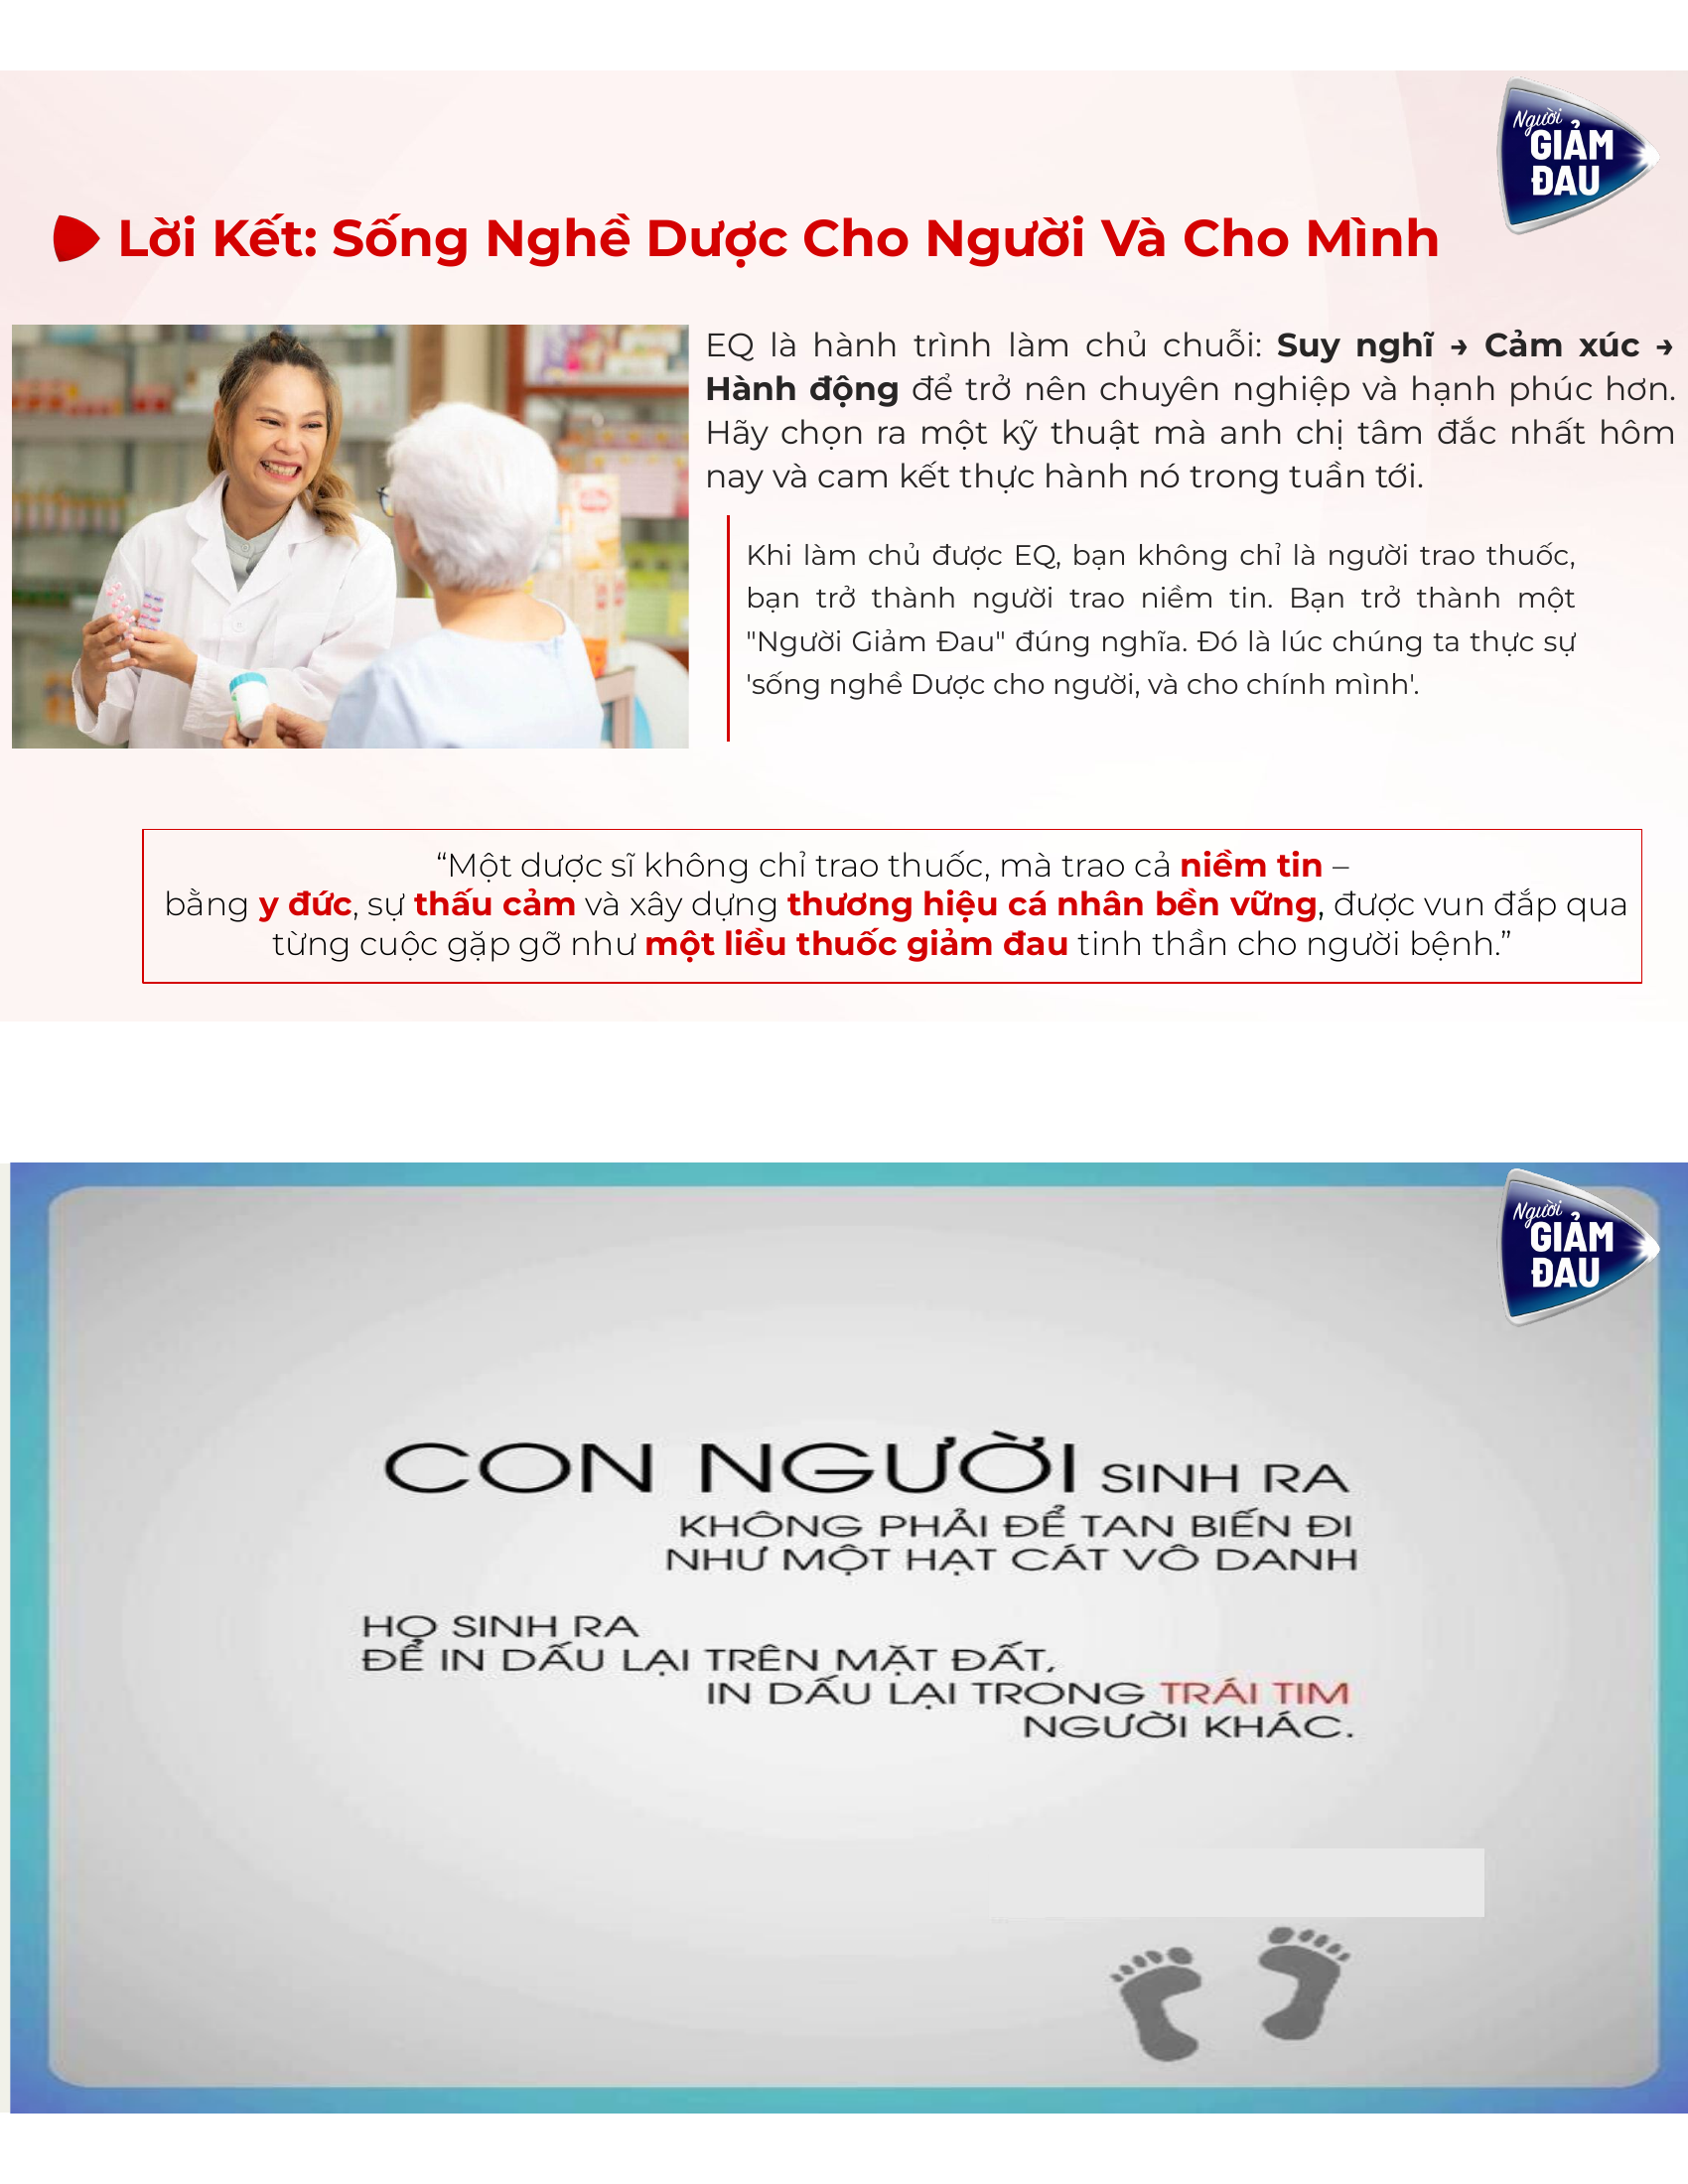 Người
GIẢM
ĐAU
Lời Kết: Sống Nghề Dược Cho Người Và Cho Mình
EQ là hành trình làm chủ chuỗi: Suy nghĩ → Cảm xúc →
Hành động để trở nên chuyên nghiệp và hạnh phúc hơn.
Hãy chọn ra một kỹ thuật mà anh chị tâm đắc nhất hôm
nay và cam kết thực hành nó trong tuần tới.
Khi làm chủ được EQ, bạn không chỉ là người trao thuốc,
bạn trở thành người trao niềm tin. Bạn trở thành một
"Người Giảm Đau" đúng nghĩa. Đó là lúc chúng ta thực sự
'sống nghề Dược cho người, và cho chính mình'.
“Một dược sĩ không chỉ trao thuốc, mà trao cả niềm tin –
bằng y đức, sự thấu cảm và xây dựng thương hiệu cá nhân bền vững, được vun đắp qua
từng cuộc gặp gỡ như một liều thuốc giảm đau tinh thần cho người bệnh.”
Người
GIẢM
ĐAU
CON NGƯỜI SINH RA
KHÔNG PHẢI ĐỂ TAN BIẾN ĐI
NHƯ MỘT HẠT CÁT VÔ DANH
HỌ SINH RA
ĐỂ IN DẤU LẠI TRÊN MẶT ĐẤT,
IN DẤU LẠI TRONG TRÁI TIM
NGƯỜI KHÁC.